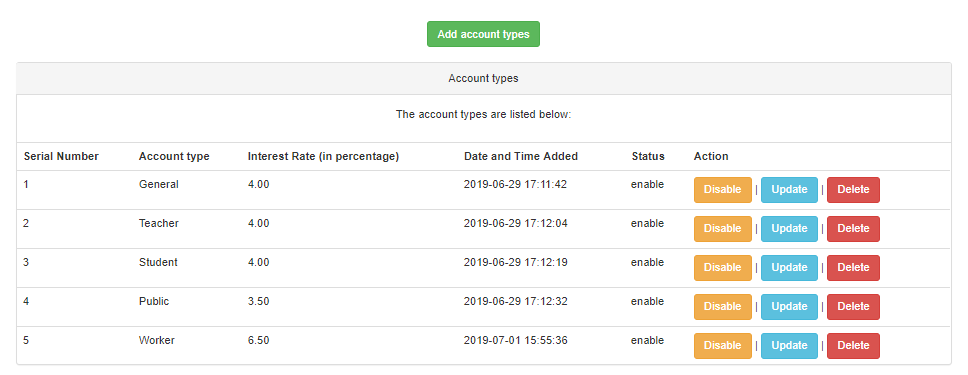 Add account types
Account types
The account types are listed below:
Serial Number Account type Interest Rate (in percentage) Date and Time Added Status Action
1 General 4.00 2019-06-29 17:11:42 enable Disable | Update | Delete
2 Teacher 4.00 2019-06-29 17:12:04 enable Disable | Update | Delete
3 Student 4.00 2019-06-29 17:12:19 enable Disable | Update | Delete
4 Public 3.50 2019-06-29 17:12:32 enable Disable | Update | Delete
5 Worker 6.50 2019-07-01 15:55:36 enable Disable | Update | Delete